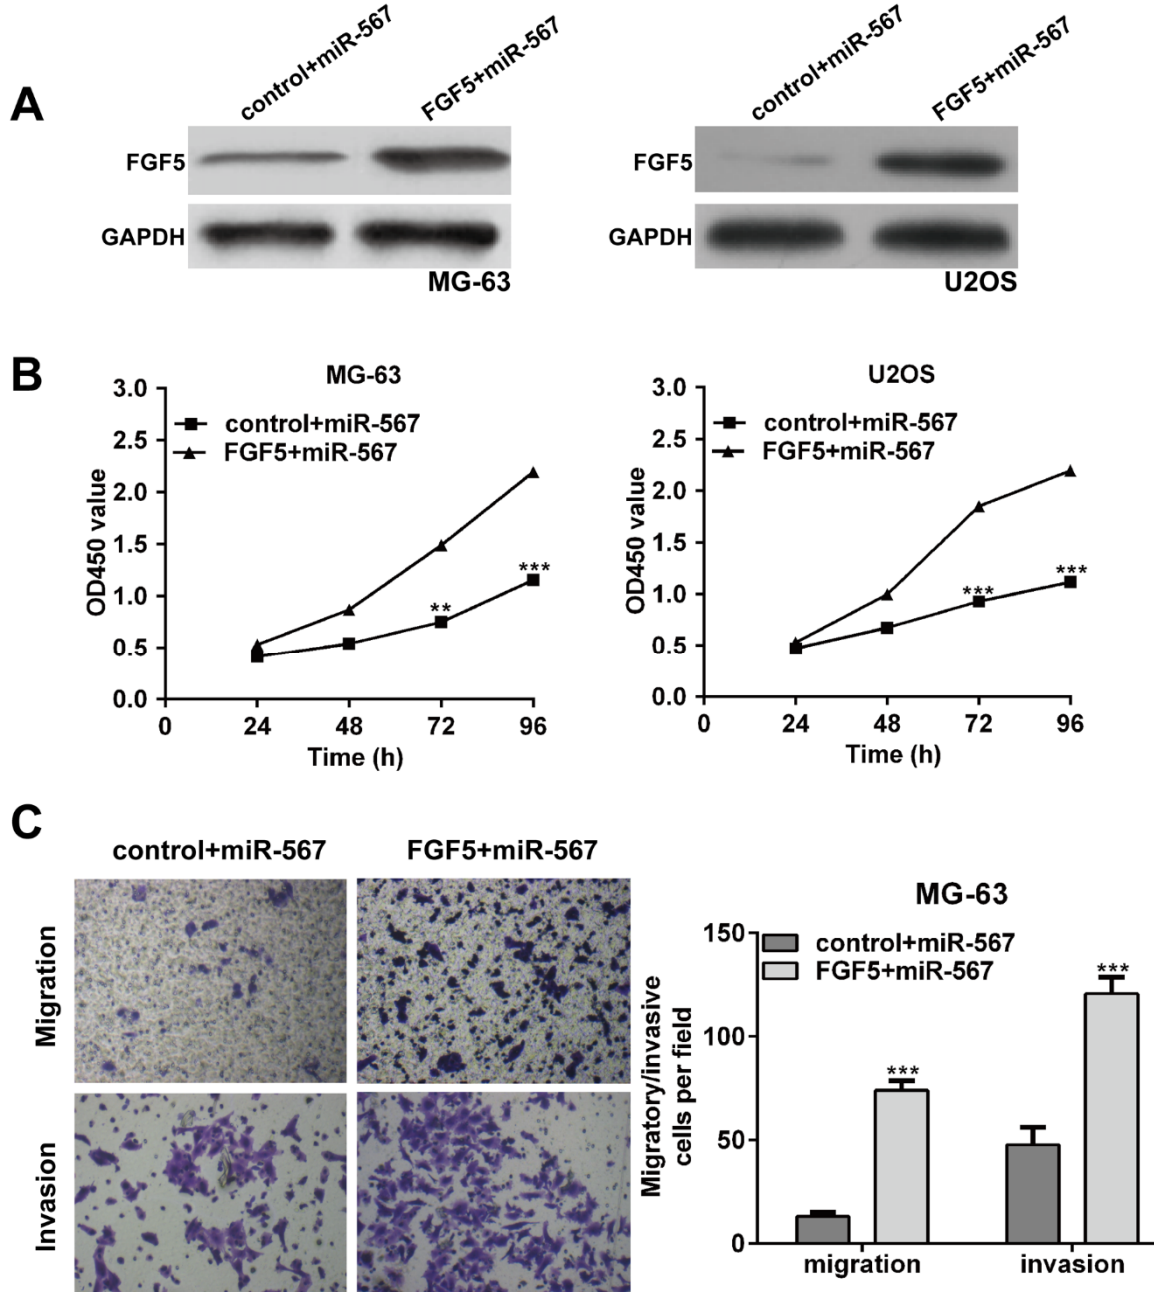 A
control+miR-567
FGF5+miR-567
FGF5
GAPDH
MG-63
control+miR-567
FGF5+miR-567
FGF5
GAPDH
U2OS
B
MG-63
3.0
2.5
2.0
1.5
1.0
0.5
0.0
OD450 value
control+miR-567
FGF5+miR-567
**
***
0 24 48 72 96
Time (h)
U2OS
3.0
2.5
2.0
1.5
1.0
0.5
0.0
OD450 value
control+miR-567
FGF5+miR-567
***
***
0 24 48 72 96
Time (h)
C
control+miR-567 FGF5+miR-567
Migration
Invasion
MG-63
150
100
50
0
Migratory/invasive
cells per field
control+miR-567
FGF5+miR-567
***
***
migration invasion